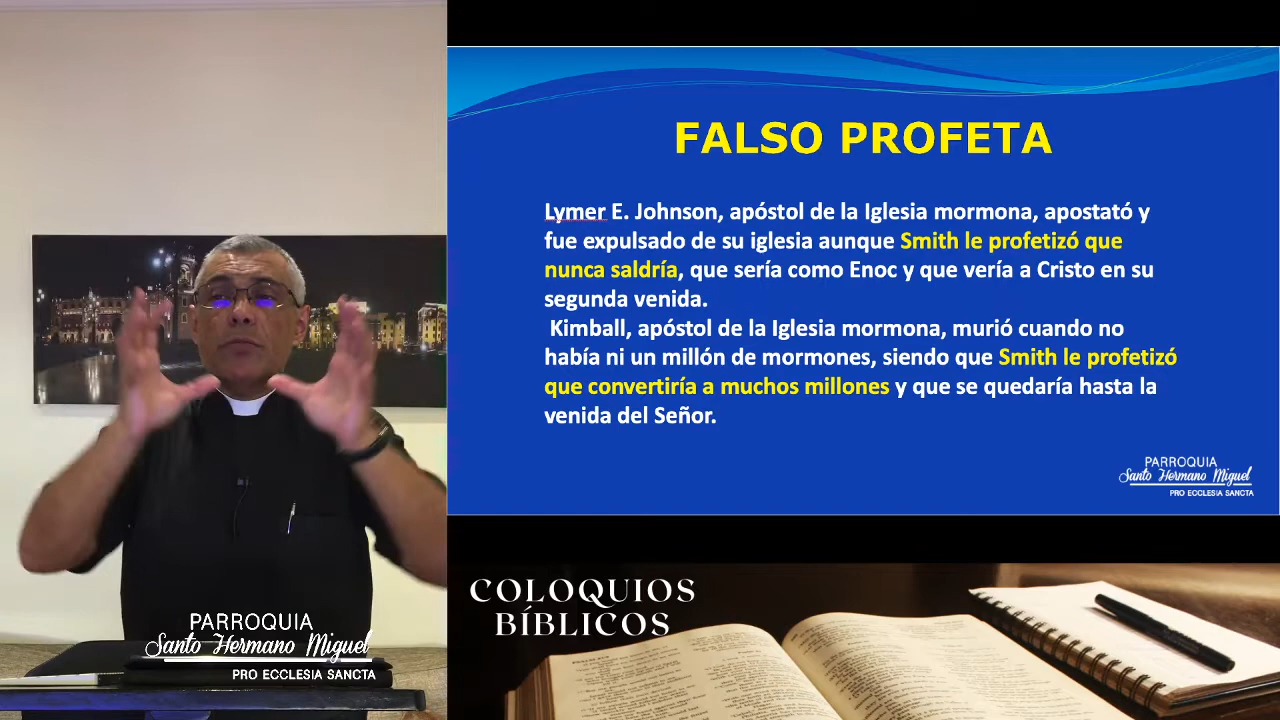 FALSO PROFETA
Lymer E. Johnson, apóstol de la Iglesia mormona, apostató y
fue expulsado de su iglesia aunque Smith le profetizó que
nunca saldría, que sería como Enoc y que vería a Cristo en su
segunda venida.
Kimball, apóstol de la Iglesia mormona, murió cuando no
había ni un millón de mormones, siendo que Smith le profetizó
que convertiría a muchos millones y que se quedaría hasta la
venida del Señor.
PARROQUIA
Santo Hermano Miguel
PRO ECCLESIA SANCTA
COLOQUIOS
BÍBLICOS
PARROQUIA
Santo Hermano Miguel
PRO ECCLESIA SANCTA